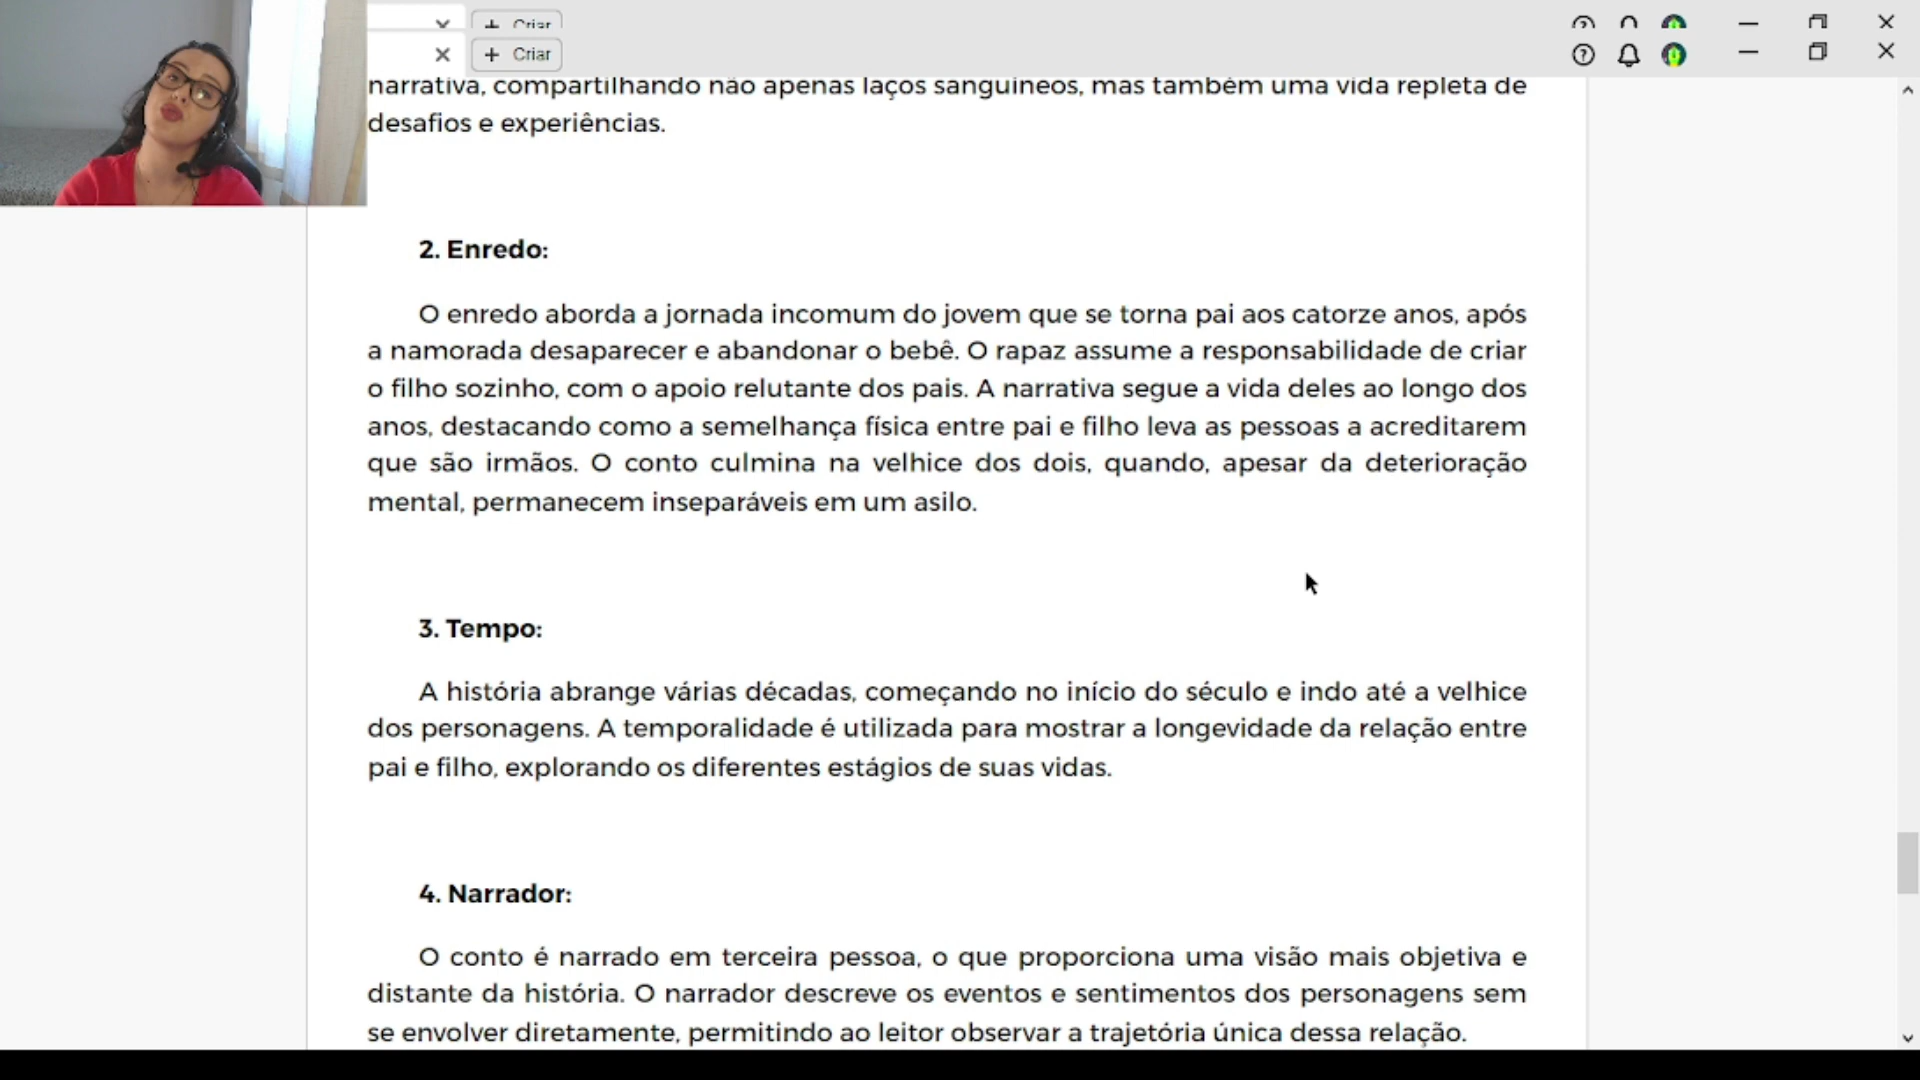 + Criar
+ Criar
narrativa, compartilhando não apenas laços sanguíneos, mas também uma vida repleta de
desafios e experiências.
2. Enredo:
O enredo aborda a jornada incomum do jovem que se torna pai aos catorze anos, após
a namorada desaparecer e abandonar o bebê. O rapaz assume a responsabilidade de criar
o filho sozinho, com o apoio relutante dos pais. A narrativa segue a vida deles ao longo dos
anos, destacando como a semelhança física entre pai e filho leva as pessoas a acreditarem
que são irmãos. O conto culmina na velhice dos dois, quando, apesar da deterioração
mental, permanecem inseparáveis em um asilo.
3. Tempo:
A história abrange várias décadas, começando no início do século e indo até a velhice
dos personagens. A temporalidade é utilizada para mostrar a longevidade da relação entre
pai e filho, explorando os diferentes estágios de suas vidas.
4. Narrador:
O conto é narrado em terceira pessoa, o que proporciona uma visão mais objetiva e
distante da história. O narrador descreve os eventos e sentimentos dos personagens sem
se envolver diretamente, permitindo ao leitor observar a trajetória única dessa relação.